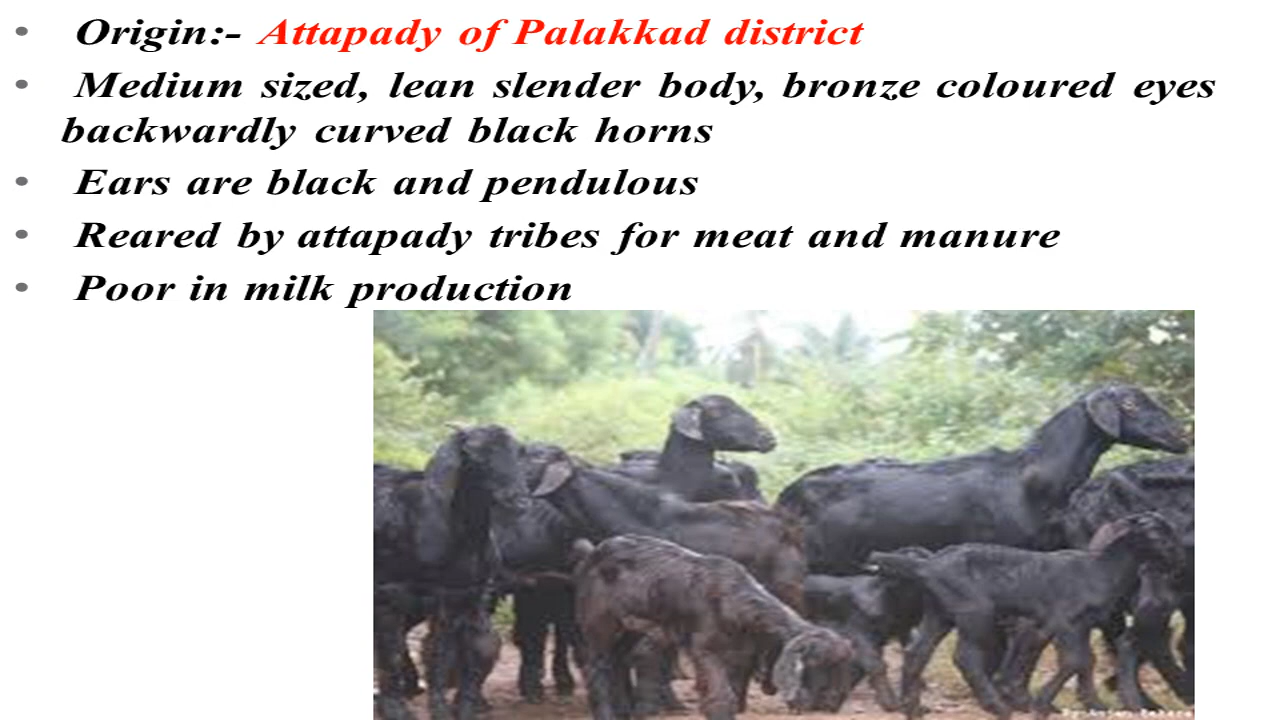 • Origin:- Attapady of Palakkad district
• Medium sized, lean slender body, bronze coloured eyes
backwardly curved black horns
• Ears are black and pendulous
• Reared by attapady tribes for meat and manure
• Poor in milk production